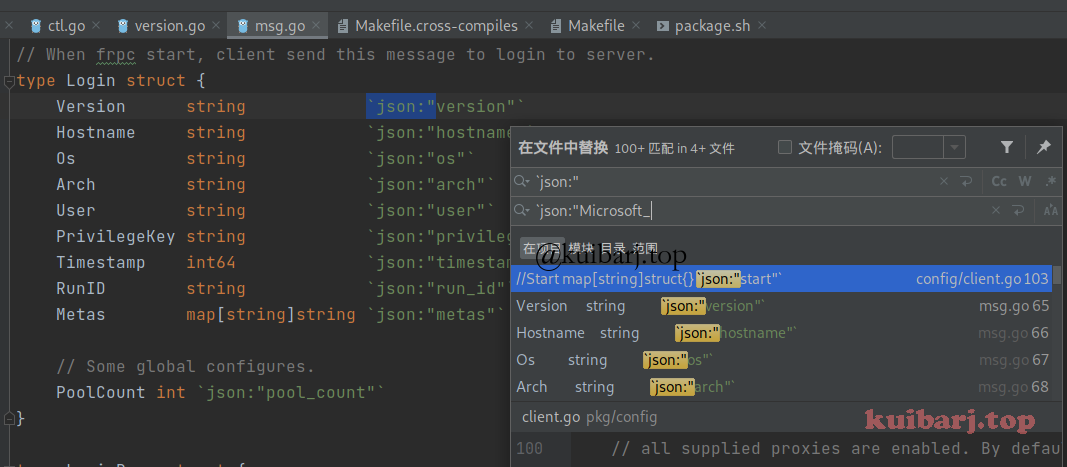 ctl.go version.go msg.go Makefile.cross-compiles Makefile package.sh
// When frpc start, client send this message to login to server.
type Login struct {
Version string `json:"version"`
Hostname string `json:"hostname
Os string `json:"os"`
Arch string `json:"arch"`
User string `json:"user"`
PrivilegeKey string `json:"privileg
Timestamp int64 `json:"timestam
RunID string `json:"run_id"
Metas map[string]string `json:"metas"`
// Some global configures.
PoolCount int `json:"pool_count"`
}
在文件中替换 100+ 匹配 in 4+ 文件 文件掩码(A):
`json:" Cc W .*
`json:"Microsoft_ AA
在项目 模块 目录 范围
@kuibarj.top
//Start map[string]struct{} `json:"start"` config/client.go 103
Version string `json:"version"` msg.go 65
Hostname string `json:"hostname"` msg.go 66
Os string `json:"os"` msg.go 67
Arch string `json:"arch"` msg.go 68
client.go pkg/config
kuibarj.top
100 // all supplied proxies are enabled. By defau